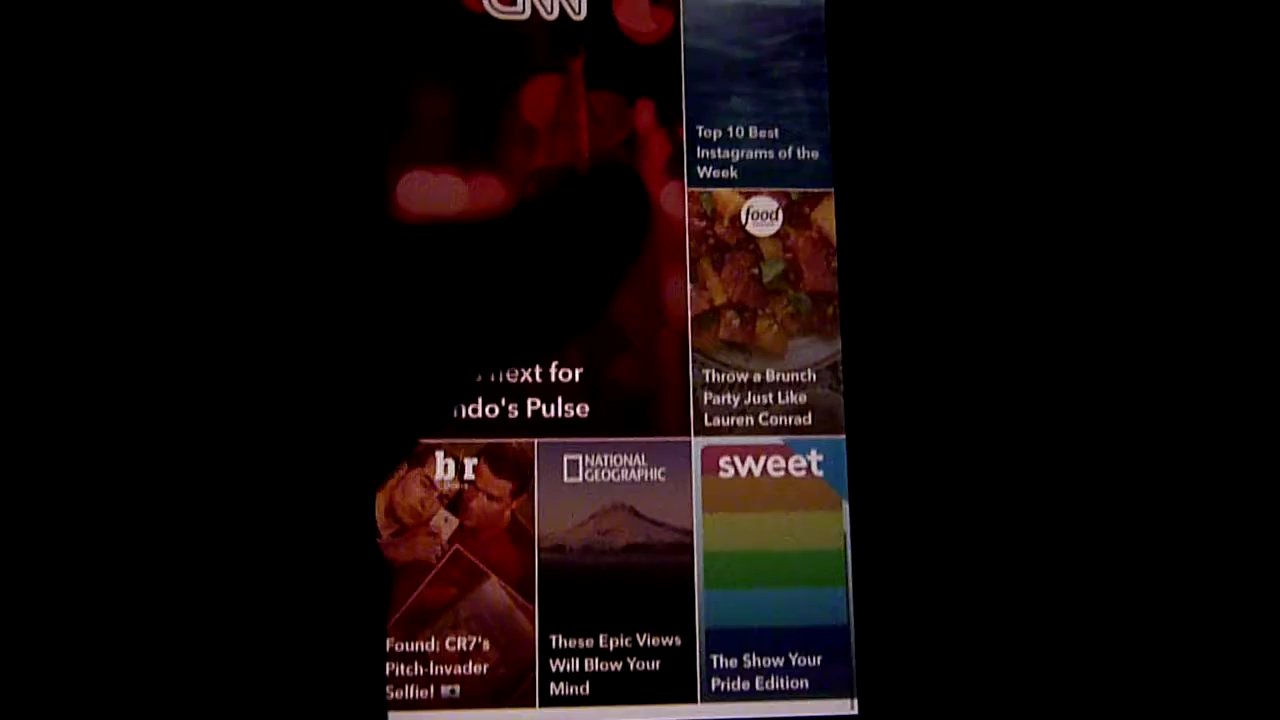 CNN
next for
ndo's Pulse
Top 10 Best
Instagrams of the
Week
food
Throw a Brunch
Party Just Like
Lauren Conrad
b r
Found: CR7's
Pitch-Invader
Selfie!
NATIONAL
GEOGRAPHIC
These Epic Views
Will Blow Your
Mind
sweet
The Show Your
Pride Edition